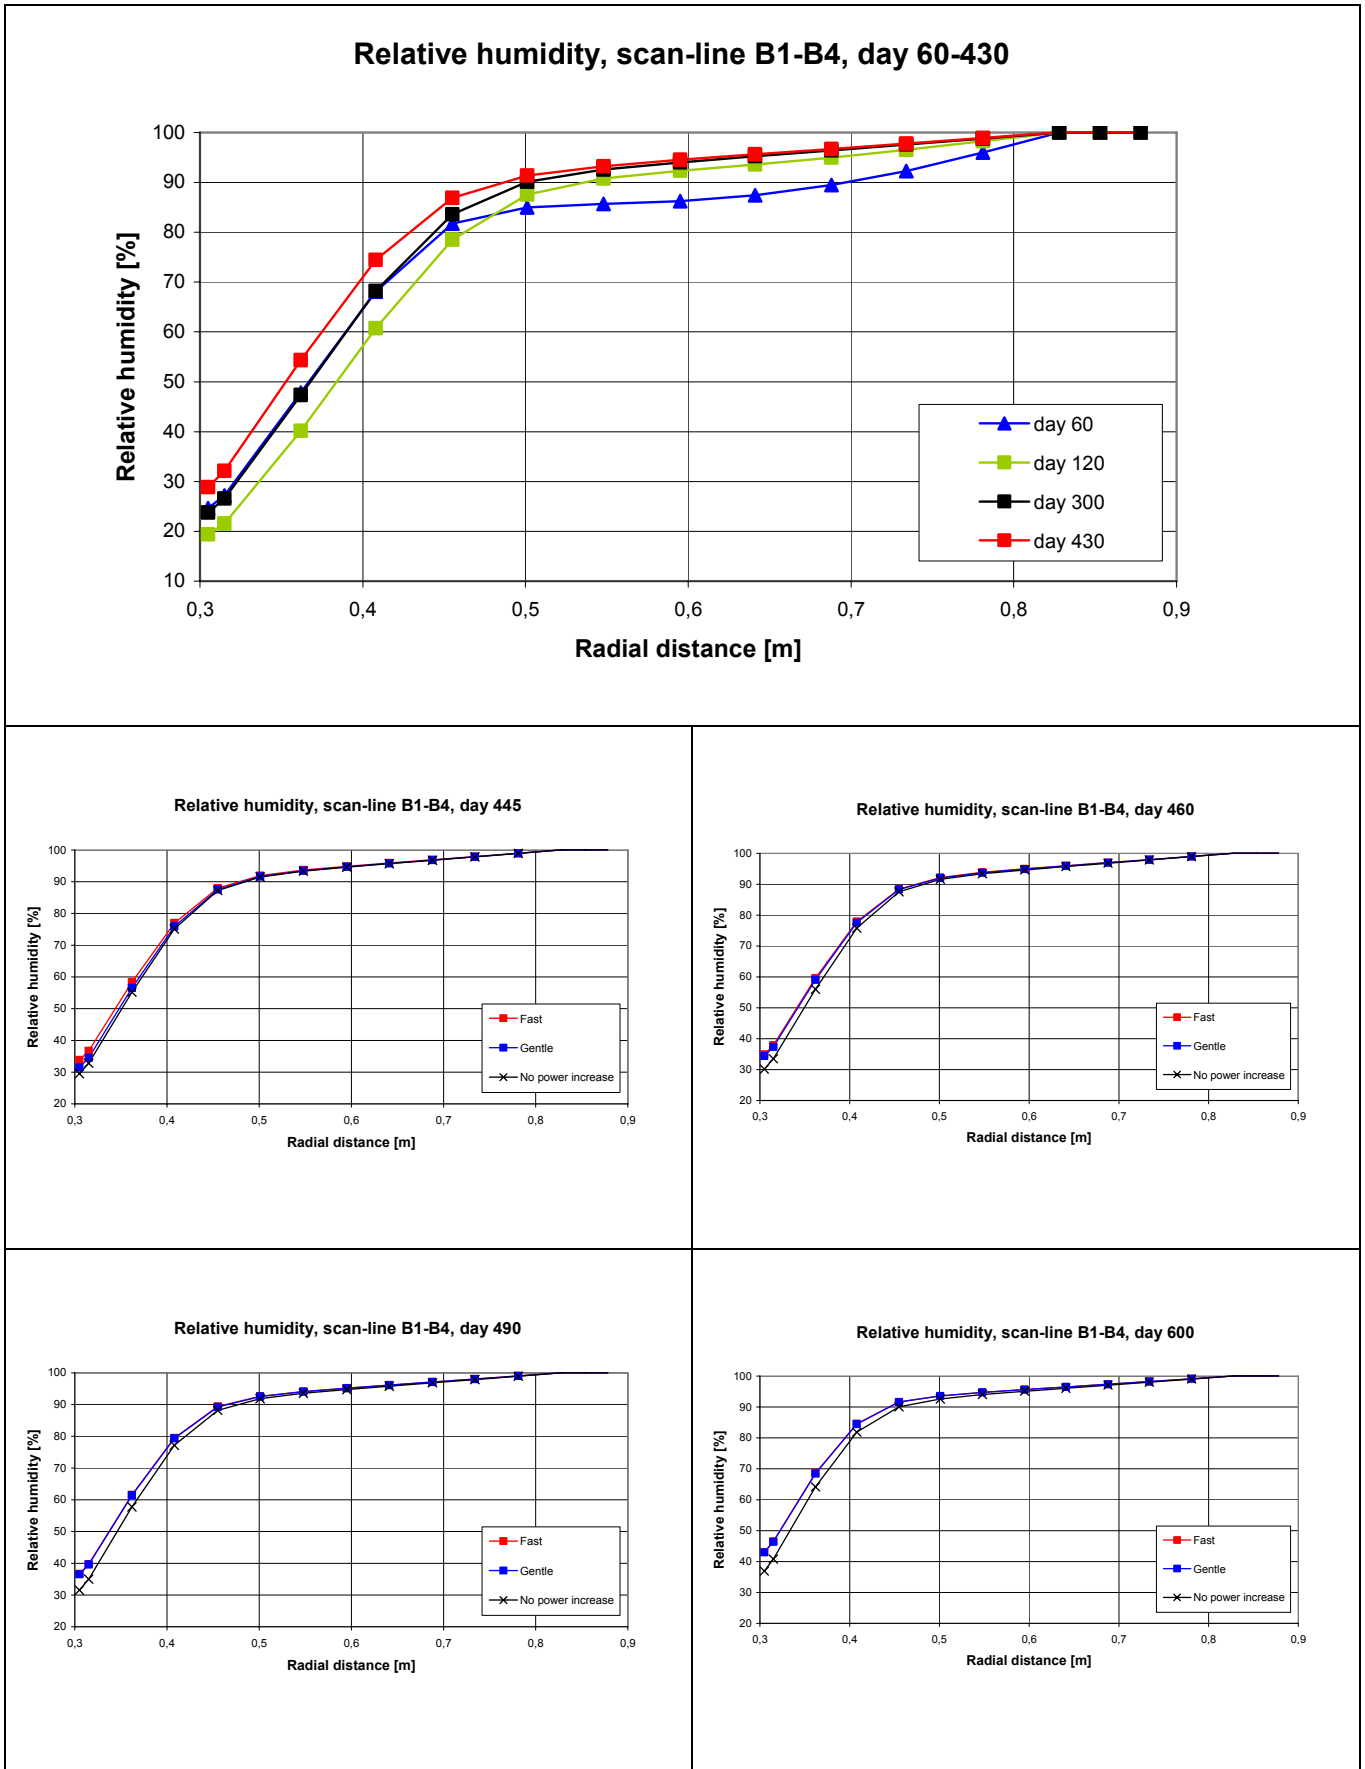 Relative humidity, scan-line B1-B4, day 60-430
100
90
80
70
60
50
40
30
20
10
Relative humidity [%]
0,3 0,4 0,5 0,6 0,7 0,8 0,9
Radial distance [m]
day 60
day 120
day 300
day 430
Relative humidity, scan-line B1-B4, day 445
100
90
80
70
60
50
40
30
20
Relative humidity [%]
0,3 0,4 0,5 0,6 0,7 0,8 0,9
Radial distance [m]
Fast
Gentle
No power increase
Relative humidity, scan-line B1-B4, day 460
100
90
80
70
60
50
40
30
20
Relative humidity [%]
0,3 0,4 0,5 0,6 0,7 0,8 0,9
Radial distance [m]
Fast
Gentle
No power increase
Relative humidity, scan-line B1-B4, day 490
100
90
80
70
60
50
40
30
20
Relative humidity [%]
0,3 0,4 0,5 0,6 0,7 0,8 0,9
Radial distance [m]
Fast
Gentle
No power increase
Relative humidity, scan-line B1-B4, day 600
100
90
80
70
60
50
40
30
20
Relative humidity [%]
0,3 0,4 0,5 0,6 0,7 0,8 0,9
Radial distance [m]
Fast
Gentle
No power increase